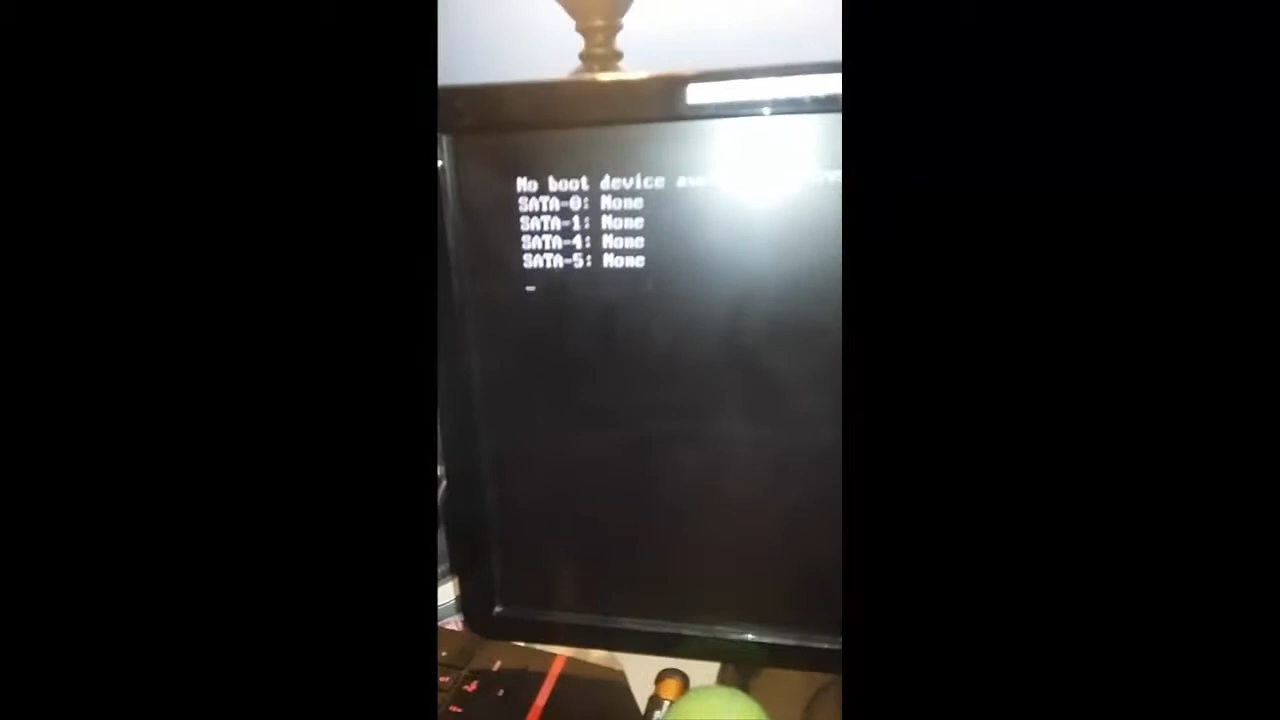 No boot device
SATA-0: None
SATA-1: None
SATA-4: None
SATA-5: None